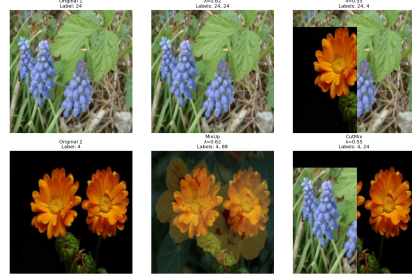 Original 1
Label: 24
λ=0.62
Labels: 24, 24
λ=0.55
Labels: 24, 4
Original 2
Label: 4
MixUp
λ=0.62
Labels: 4, 88
CutMix
λ=0.55
Labels: 4, 24